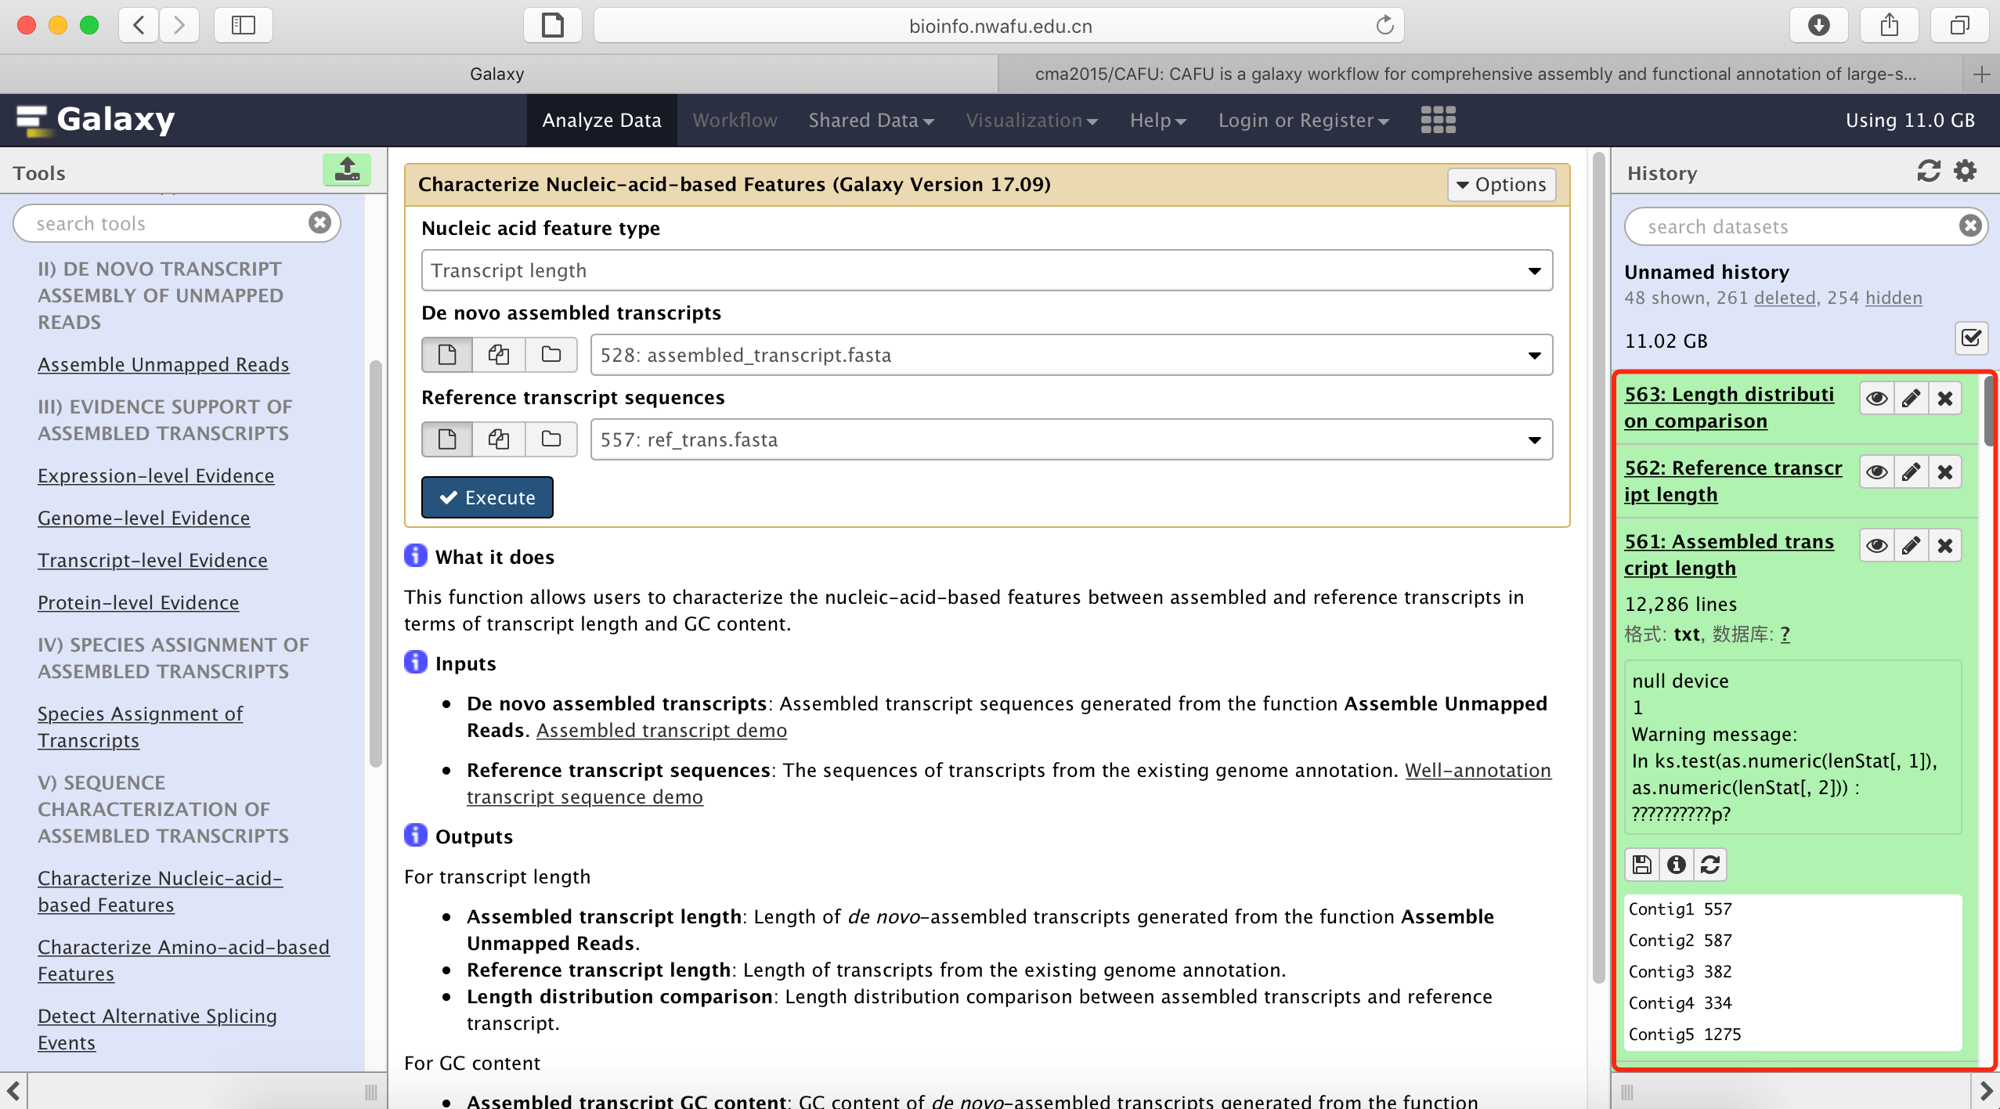 bioinfo.nwafu.edu.cn
Galaxy
cma2015/CAFU: CAFU is a galaxy workflow for comprehensive assembly and functional annotation of large-s...
Galaxy
Analyze Data
Workflow
Shared Data
Visualization
Help
Login or Register
Using 11.0 GB
Tools
search tools
II) DE NOVO TRANSCRIPT
ASSEMBLY OF UNMAPPED
READS
Assemble Unmapped Reads
III) EVIDENCE SUPPORT OF
ASSEMBLED TRANSCRIPTS
Expression-level Evidence
Genome-level Evidence
Transcript-level Evidence
Protein-level Evidence
IV) SPECIES ASSIGNMENT OF
ASSEMBLED TRANSCRIPTS
Species Assignment of
Transcripts
V) SEQUENCE
CHARACTERIZATION OF
ASSEMBLED TRANSCRIPTS
Characterize Nucleic-acid-
based Features
Characterize Amino-acid-based
Features
Detect Alternative Splicing
Events
Characterize Nucleic-acid-based Features (Galaxy Version 17.09)
Options
Nucleic acid feature type
Transcript length
De novo assembled transcripts
528: assembled_transcript.fasta
Reference transcript sequences
557: ref_trans.fasta
Execute
What it does
This function allows users to characterize the nucleic-acid-based features between assembled and reference transcripts in
terms of transcript length and GC content.
Inputs
• De novo assembled transcripts: Assembled transcript sequences generated from the function Assemble Unmapped
Reads. Assembled transcript demo
• Reference transcript sequences: The sequences of transcripts from the existing genome annotation. Well-annotation
transcript sequence demo
Outputs
For transcript length
• Assembled transcript length: Length of de novo-assembled transcripts generated from the function Assemble
Unmapped Reads.
• Reference transcript length: Length of transcripts from the existing genome annotation.
• Length distribution comparison: Length distribution comparison between assembled transcripts and reference
transcript.
For GC content
• Assembled transcript GC content: GC content of de novo-assembled transcripts generated from the function
History
search datasets
Unnamed history
48 shown, 261 deleted, 254 hidden
11.02 GB
563: Length distributi
on comparison
562: Reference transcr
ipt length
561: Assembled trans
cript length
12,286 lines
格式: txt, 数据库: ?
null device
1
Warning message:
In ks.test(as.numeric(lenStat[, 1]),
as.numeric(lenStat[, 2])) :
??????????p?
Contig1 557
Contig2 587
Contig3 382
Contig4 334
Contig5 1275